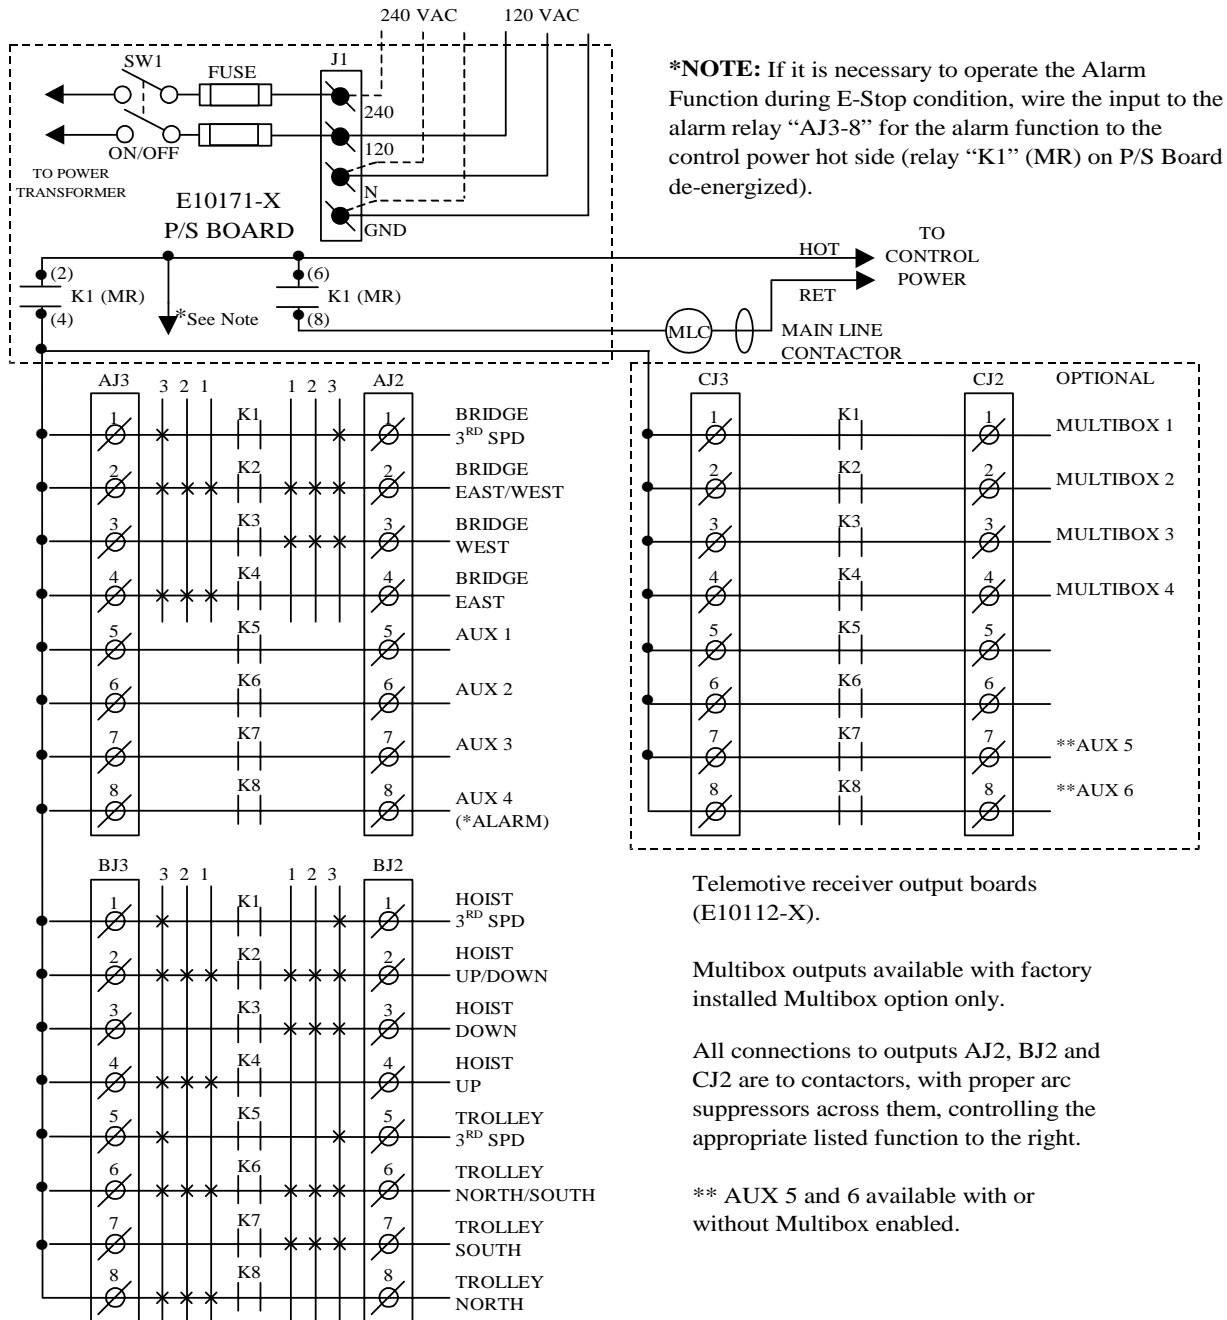 240 VAC 120 VAC
SW1
FUSE
J1
240
120
N
GND
ON/OFF
TO POWER
TRANSFORMER
E10171-X
P/S BOARD
*NOTE: If it is necessary to operate the Alarm
Function during E-Stop condition, wire the input to the
alarm relay “AJ3-8” for the alarm function to the
control power hot side (relay “K1” (MR) on P/S Board
de-energized).
(2)
K1 (MR)
(4)
*See Note
(6)
K1 (MR)
(8)
HOT
RET
TO
CONTROL
POWER
MLC
MAIN LINE
CONTACTOR
AJ3 3 2 1 1 2 3 AJ2
1 K1 1 BRIDGE
3RD SPD
2 K2 2 BRIDGE
EAST/WEST
3 K3 3 BRIDGE
WEST
4 K4 4 BRIDGE
EAST
5 K5 5 AUX 1
6 K6 6 AUX 2
7 K7 7 AUX 3
8 K8 8 AUX 4
(*ALARM)
CJ3 CJ2 OPTIONAL
1 K1 1 MULTIBOX 1
2 K2 2 MULTIBOX 2
3 K3 3 MULTIBOX 3
4 K4 4 MULTIBOX 4
5 K5 5
6 K6 6
7 K7 7 **AUX 5
8 K8 8 **AUX 6
BJ3 3 2 1 1 2 3 BJ2
1 K1 1 HOIST
3RD SPD
2 K2 2 HOIST
UP/DOWN
3 K3 3 HOIST
DOWN
4 K4 4 HOIST
UP
5 K5 5 TROLLEY
3RD SPD
6 K6 6 TROLLEY
NORTH/SOUTH
7 K7 7 TROLLEY
SOUTH
8 K8 8 TROLLEY
NORTH
Telemotive receiver output boards
(E10112-X).
Multibox outputs available with factory
installed Multibox option only.
All connections to outputs AJ2, BJ2 and
CJ2 are to contactors, with proper arc
suppressors across them, controlling the
appropriate listed function to the right.
** AUX 5 and 6 available with or
without Multibox enabled.